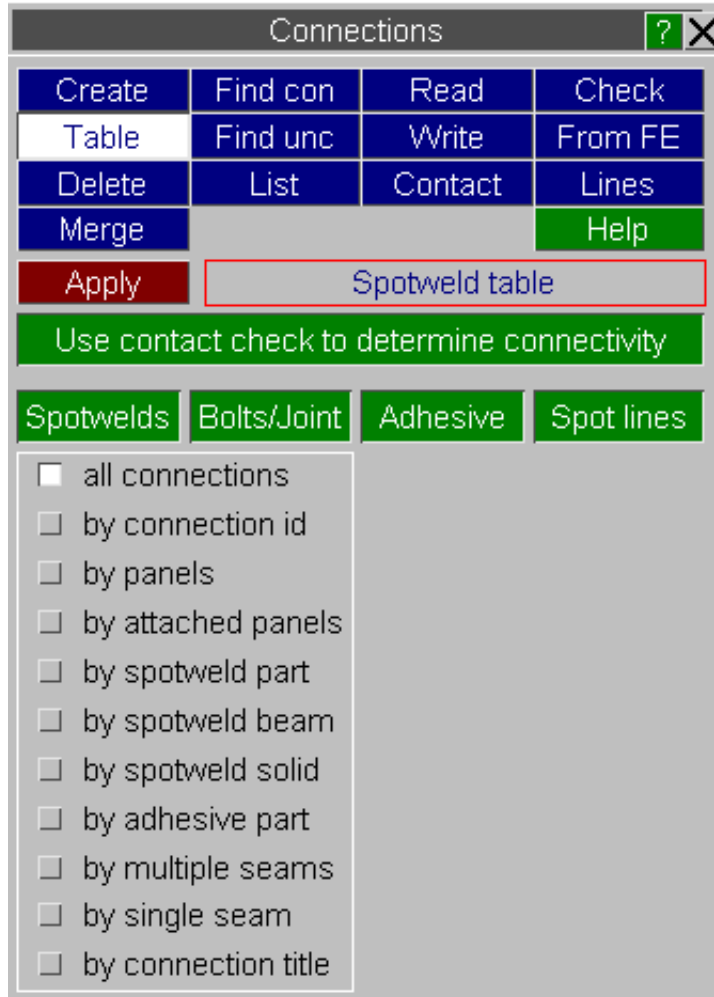 Connections ? X
Create Find con Read Check
Table Find unc Write From FE
Delete List Contact Lines
Merge Help
Apply Spotweld table
Use contact check to determine connectivity
Spotwelds Bolts/Joint Adhesive Spot lines
all connections
by connection id
by panels
by attached panels
by spotweld part
by spotweld beam
by spotweld solid
by adhesive part
by multiple seams
by single seam
by connection title